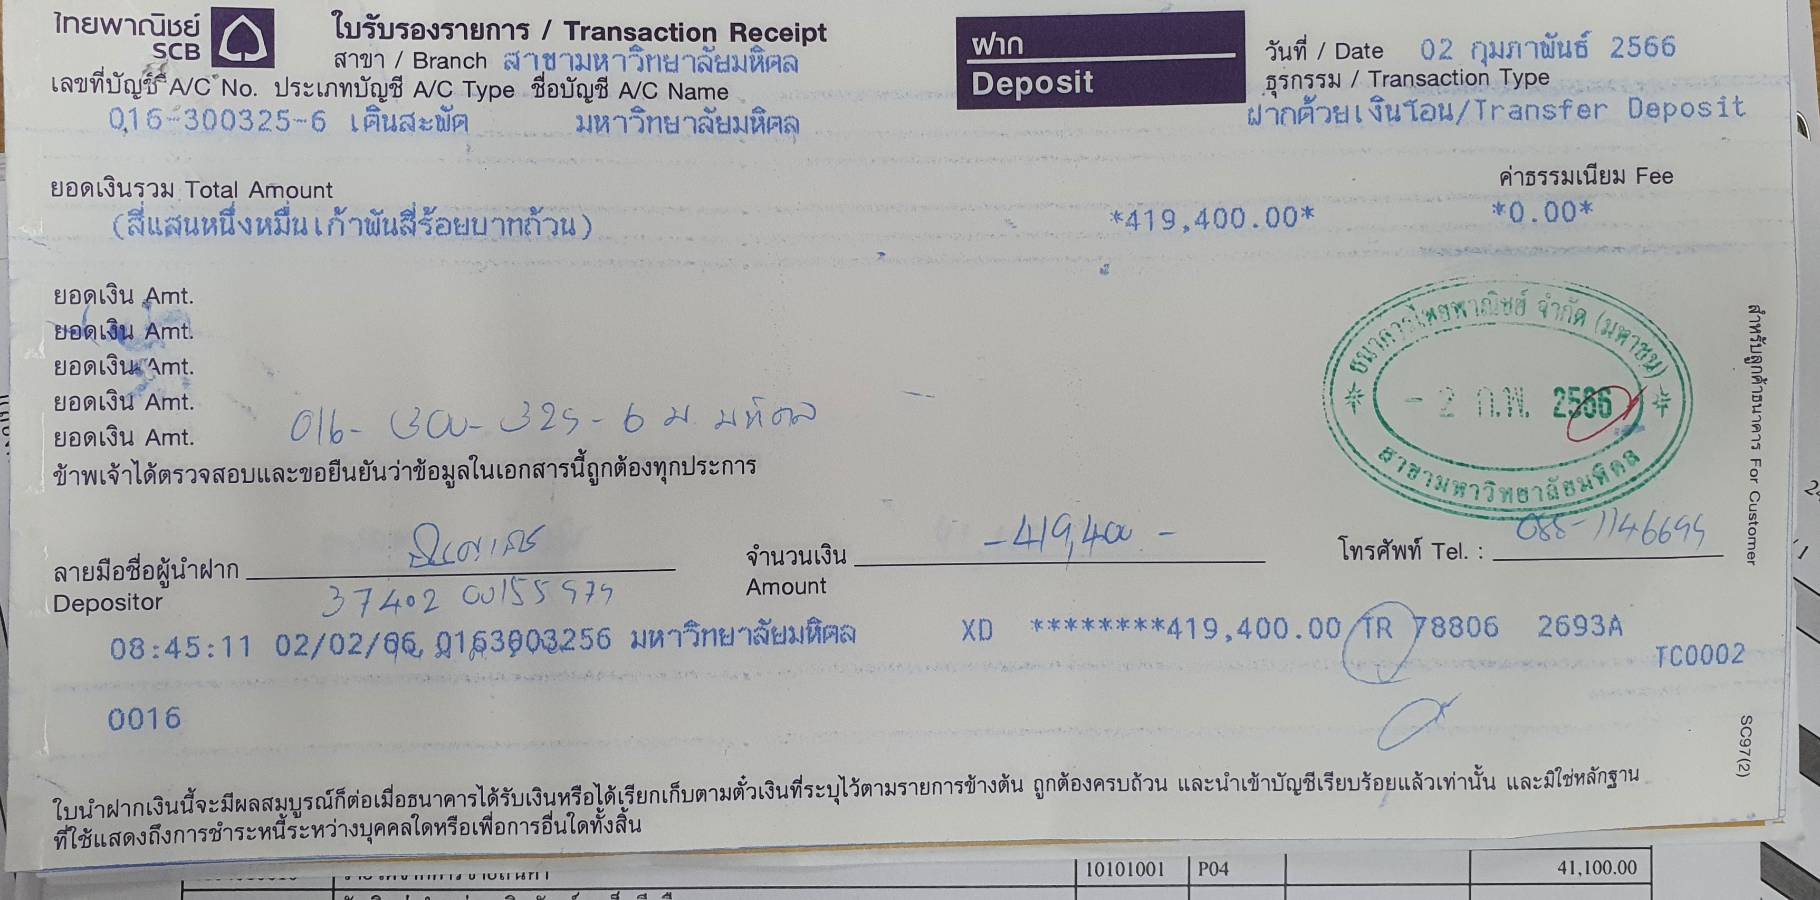 ไทยพาณิชย์
SCB
ใบรับรองรายการ / Transaction Receipt
สาขา / Branch สาขามหาวิทยาลัยมหิดล
ฝาก
Deposit
วันที่ / Date 02 กุมภาพันธ์ 2566
ธุรกรรม / Transaction Type
ฝากด้วยเงินโอน/Transfer Deposit
เลขที่บัญชี A/C No. ประเภทบัญชี A/C Type ชื่อบัญชี A/C Name
016-300325-6 เดินสะพัด มหาวิทยาลัยมหิดล
ยอดเงินรวม Total Amount
ค่าธรรมเนียม Fee
(สี่แสนหนึ่งหมื่นเก้าพันสี่ร้อยบาทถ้วน) *419,400.00* *0.00*
ยอดเงิน Amt.
ยอดเงิน Amt.
ยอดเงิน Amt.
ยอดเงิน Amt.
ยอดเงิน Amt.
016-300-325-6 ม มหิดล
ธนาคารไทยพาณิชย์ จำกัด (มหาชน)
- 2 ก.พ. 2566
สาขามหาวิทยาลัยมหิดล
ข้าพเจ้าได้ตรวจสอบและขอยืนยันว่าข้อมูลในเอกสารนี้ถูกต้องทุกประการ
ลายมือชื่อผู้นำฝาก
Depositor
จำนวนเงิน -419,400-
Amount
โทรศัพท์ Tel. : 085-1146694
08:45:11 02/02/66 0163003256 มหาวิทยาลัยมหิดล XD ********419,400.00 TR 78806 2693A
TC0002
0016
ใบนำฝากเงินนี้จะมีผลสมบูรณ์ก็ต่อเมื่อธนาคารได้รับเงินหรือได้เรียกเก็บตามตั๋วเงินที่ระบุไว้ตามรายการข้างต้น ถูกต้องครบถ้วน และนำเข้าบัญชีเรียบร้อยแล้วเท่านั้น และมิใช่หลักฐาน
ที่ใช้แสดงถึงการชำระหนี้ระหว่างบุคคลใดหรือเพื่อการอื่นใดทั้งสิ้น
สำหรับลูกค้าธนาคาร For Customer
SC97(2)
10101001 P04 41,100.00